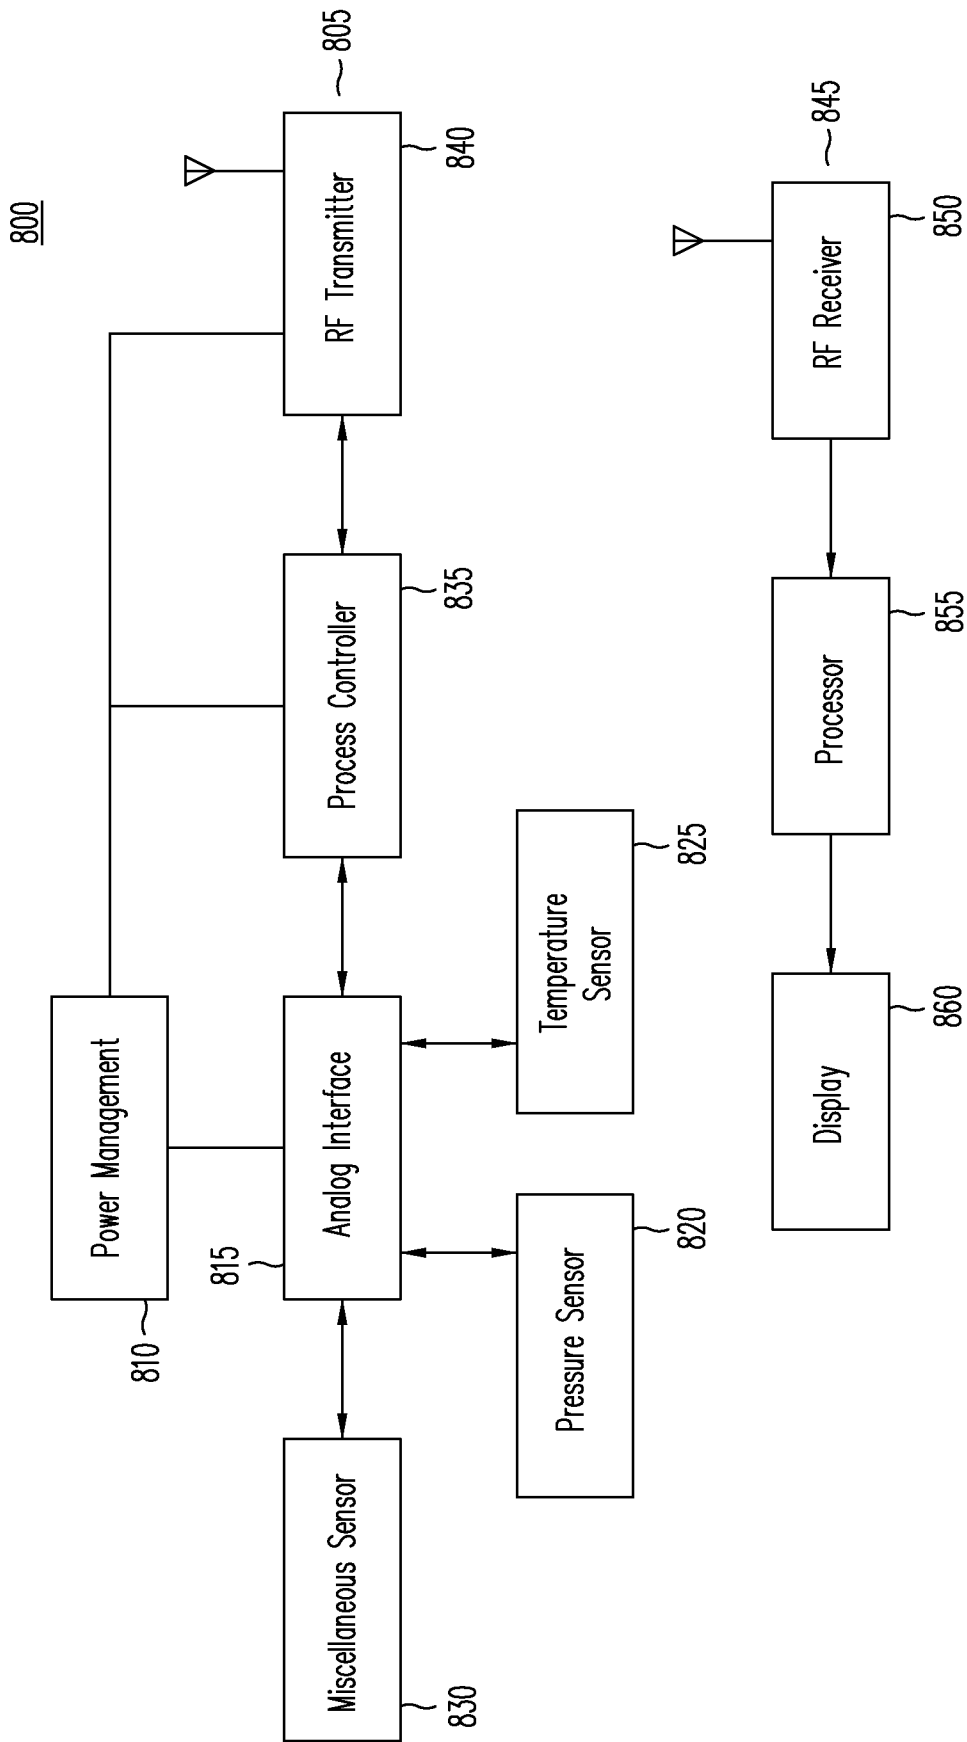 800
Power Management
810
805
Miscellaneous Sensor
830
Analog Interface
815
Process Controller
835
RF Transmitter
840
Pressure Sensor
820
Temperature
Sensor
825
845
Display
860
Processor
855
RF Receiver
850